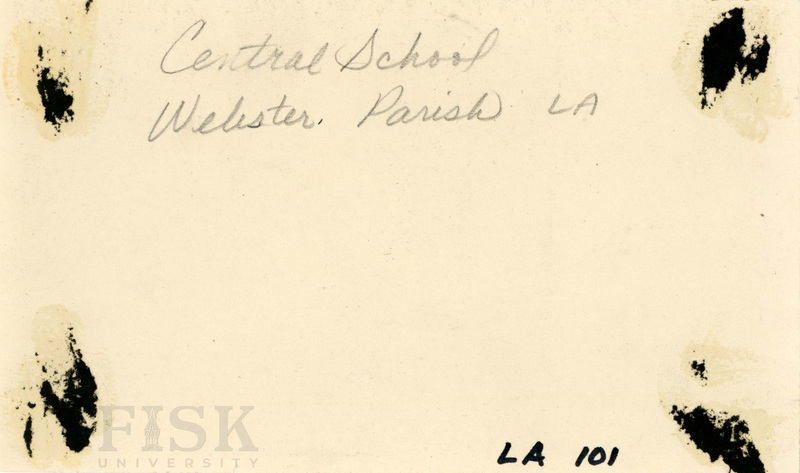 Central School
Webster. Parish LA
FISK
UNIVERSITY
LA 101